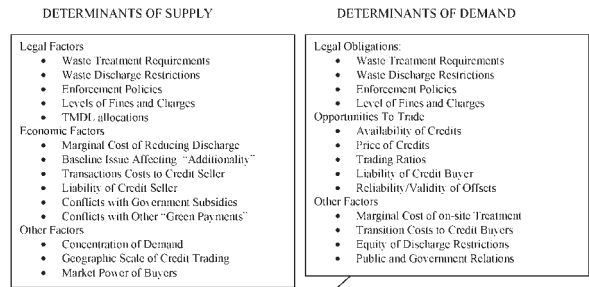 DETERMINANTS OF SUPPLY
Legal Factors
• Waste Treatment Requirements
• Waste Discharge Restrictions
• Enforcement Policies
• Levels of Fines and Charges
• TMDL allocations
Economic Factors
• Marginal Cost of Reducing Discharge
• Baseline Issue Affecting “Additionality”
• Transactions Costs to Credit Seller
• Liability of Credit Seller
• Conflicts with Government Subsidies
• Conflicts with Other “Green Payments”
Other Factors
• Concentration of Demand
• Geographic Scale of Credit Trading
• Market Power of Buyers
DETERMINANTS OF DEMAND
Legal Obligations:
• Waste Treatment Requirements
• Waste Discharge Restrictions
• Enforcement Policies
• Level of Fines and Charges
Opportunities To Trade
• Availability of Credits
• Price of Credits
• Trading Ratios
• Liability of Credit Buyer
• Reliability/Validity of Offsets
Other Factors
• Marginal Cost of on-site Treatment
• Transition Costs to Credit Buyers
• Equity of Discharge Restrictions
• Public and Government Relations